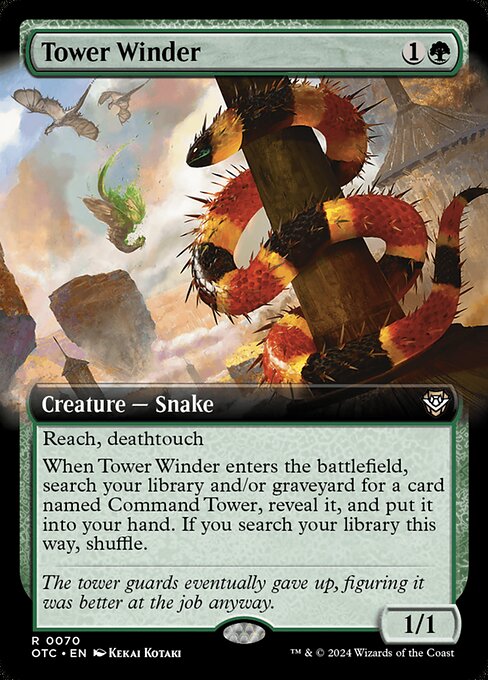 Tower Winder 1
Creature — Snake
Reach, deathtouch
When Tower Winder enters the battlefield,
search your library and/or graveyard for a card
named Command Tower, reveal it, and put it
into your hand. If you search your library this
way, shuffle.
The tower guards eventually gave up, figuring it
was better at the job anyway.
1/1
R 0070
OTC • EN Kekai Kotaki
™ & © 2024 Wizards of the Coast